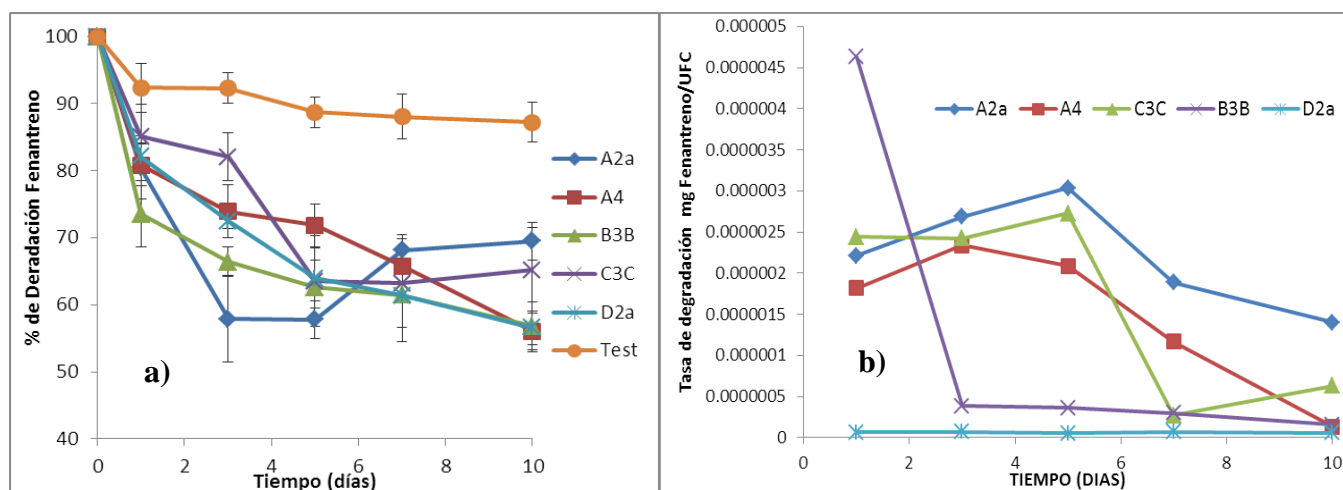 % de Deradación Fenantreno
100
90
80
70
60
50
40
0
2
4
6
8
10
Tiempo (días)
a)
A2a
A4
B3B
C3C
D2a
Test
Tasa de degradación mg Fenantreno/UFC
0.000005
0.0000045
0.000004
0.0000035
0.000003
0.0000025
0.000002
0.0000015
0.000001
0.0000005
0
0
2
4
6
8
10
TIEMPO (DIAS)
b)
A2a
A4
C3C
B3B
D2a